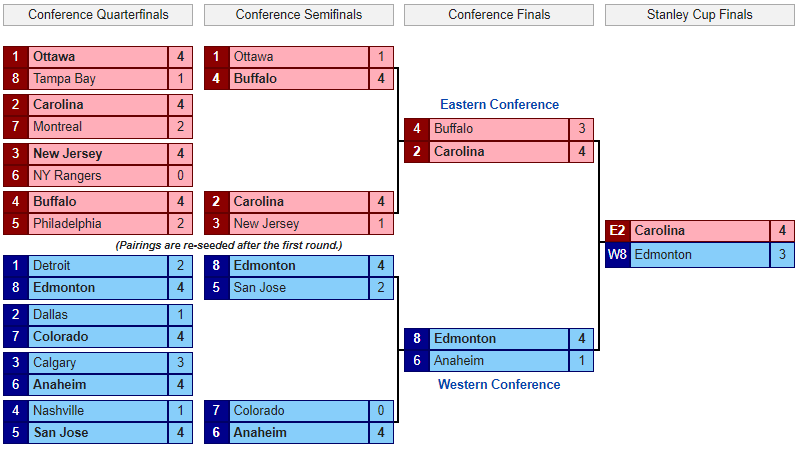 Conference Quarterfinals
Conference Semifinals
Conference Finals
Stanley Cup Finals
1 Ottawa 4
8 Tampa Bay 1
2 Carolina 4
7 Montreal 2
3 New Jersey 4
6 NY Rangers 0
4 Buffalo 4
5 Philadelphia 2
(Pairings are re-seeded after the first round.)
1 Detroit 2
8 Edmonton 4
2 Dallas 1
7 Colorado 4
3 Calgary 3
6 Anaheim 4
4 Nashville 1
5 San Jose 4
1 Ottawa 1
4 Buffalo 4
2 Carolina 4
3 New Jersey 1
8 Edmonton 4
5 San Jose 2
7 Colorado 0
6 Anaheim 4
Eastern Conference
4 Buffalo 3
2 Carolina 4
8 Edmonton 4
6 Anaheim 1
Western Conference
E2 Carolina 4
W8 Edmonton 3